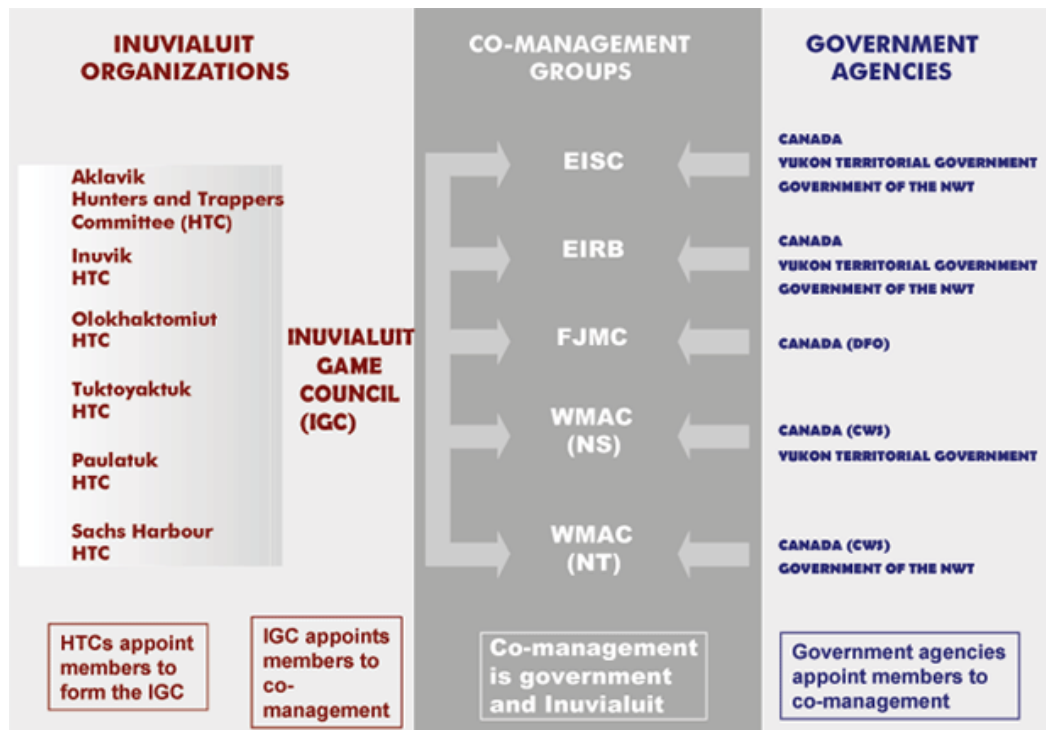 INUVIALUIT
ORGANIZATIONS
Aklavik
Hunters and Trappers
Committee (HTC)
Inuvik
HTC
Olokhaktomiut
HTC
Tuktoyaktuk
HTC
Paulatuk
HTC
Sachs Harbour
HTC
INUVIALUIT
GAME
COUNCIL
(IGC)
HTCs appoint
members to
form the IGC
IGC appoints
members to
co-
management
CO-MANAGEMENT
GROUPS
EISC
EIRB
FJMC
WMAC
(NS)
WMAC
(NT)
Co-management
is government
and Inuvialuit
GOVERNMENT
AGENCIES
CANADA
YUKON TERRITORIAL GOVERNMENT
GOVERNMENT OF THE NWT
CANADA
YUKON TERRITORIAL GOVERNMENT
GOVERNMENT OF THE NWT
CANADA (DFO)
CANADA (CWS)
YUKON TERRITORIAL GOVERNMENT
CANADA (CWS)
GOVERNMENT OF THE NWT
Government agencies
appoint members to
co-management